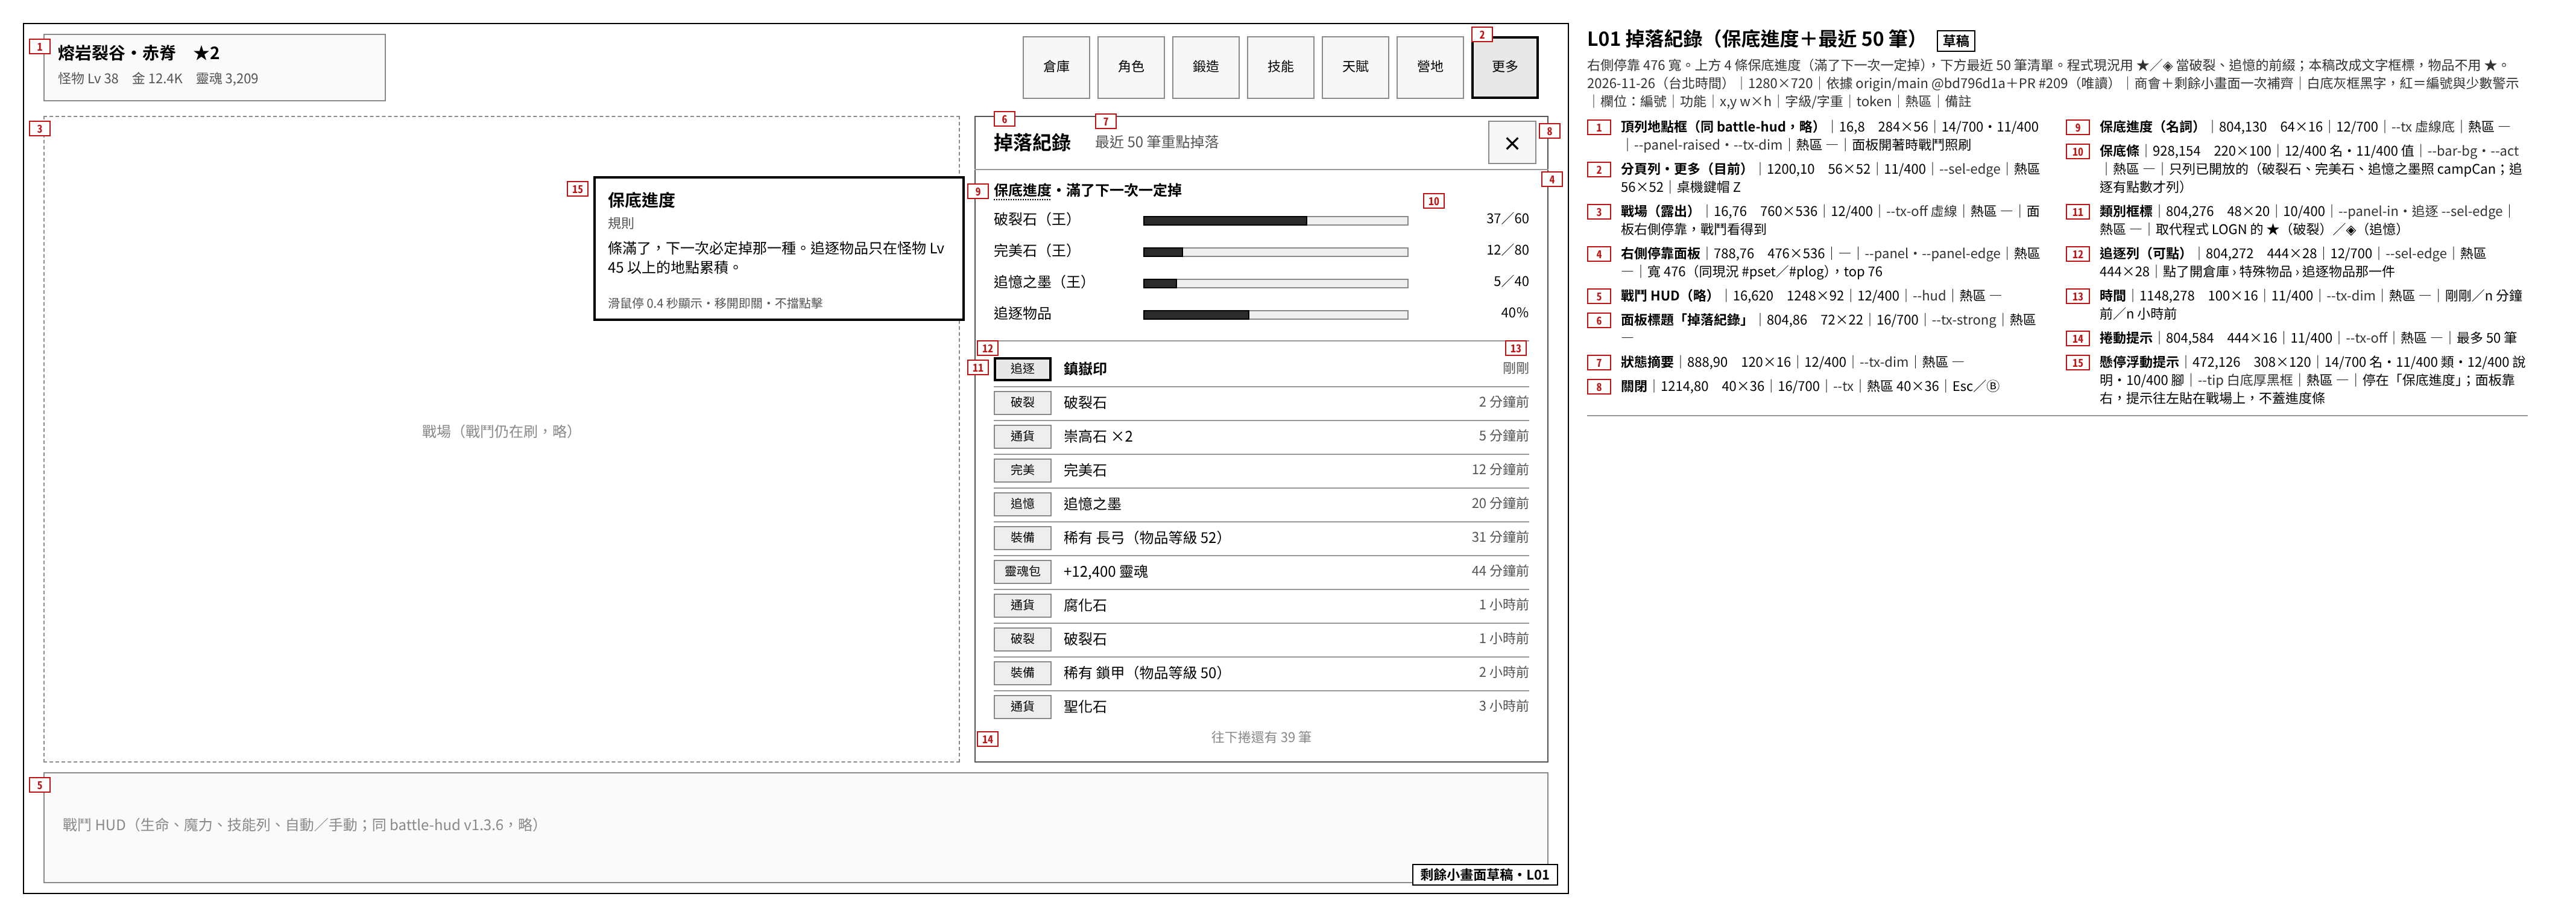 1
熔岩裂谷・赤脊　★2
怪物 Lv 38　金 12.4K　靈魂 3,209
倉庫
角色
鍛造
技能
天賦
營地
2
更多
3
戰場（戰鬥仍在刷，略）
15
保底進度
規則
條滿了，下一次必定掉那一種。追逐物品只在怪物 Lv
45 以上的地點累積。
滑鼠停 0.4 秒顯示・移開即關・不擋點擊
6
掉落紀錄
7
最近 50 筆重點掉落
×
8
4
9
保底進度・滿了下一次一定掉
10
破裂石（王）
37／60
完美石（王）
12／80
追憶之墨（王）
5／40
追逐物品
40%
12
13
11
追逐
鎮嶽印
剛剛
破裂
破裂石
2 分鐘前
通貨
崇高石 ×2
5 分鐘前
完美
完美石
12 分鐘前
追憶
追憶之墨
20 分鐘前
裝備
稀有 長弓（物品等級 52）
31 分鐘前
靈魂包
+12,400 靈魂
44 分鐘前
通貨
腐化石
1 小時前
破裂
破裂石
1 小時前
裝備
稀有 鎖甲（物品等級 50）
2 小時前
通貨
聖化石
3 小時前
14
往下捲還有 39 筆
5
戰鬥 HUD（生命、魔力、技能列、自動／手動；同 battle-hud v1.3.6，略）
剩餘小畫面草稿・L01
L01 掉落紀錄（保底進度＋最近 50 筆）　草稿
右側停靠 476 寬。上方 4 條保底進度（滿了下一次一定掉），下方最近 50 筆清單。程式現況用 ★／◈ 當破裂、追憶的前綴；本稿改成文字框標，物品不用 ★。
2026-11-26（台北時間）｜1280×720｜依據 origin/main @bd796d1a＋PR #209（唯讀）｜商會＋剩餘小畫面一次補齊｜白底灰框黑字，紅＝編號與少數警示
｜欄位：編號｜功能｜x,y w×h｜字級/字重｜token｜熱區｜備註
1　頂列地點框（同 battle-hud，略）｜16,8　284×56｜14/700・11/400
｜--panel-raised・--tx-dim｜熱區 —｜面板開著時戰鬥照刷
2　分頁列・更多（目前）｜1200,10　56×52｜11/400｜--sel-edge｜熱區
56×52｜桌機鍵帽 Z
3　戰場（露出）｜16,76　760×536｜12/400｜--tx-off 虛線｜熱區 —｜面
板右側停靠，戰鬥看得到
4　右側停靠面板｜788,76　476×536｜—｜--panel・--panel-edge｜熱區
—｜寬 476（同現況 #pset／#plog），top 76
5　戰鬥 HUD（略）｜16,620　1248×92｜12/400｜--hud｜熱區 —
6　面板標題「掉落紀錄」｜804,86　72×22｜16/700｜--tx-strong｜熱區
—
7　狀態摘要｜888,90　120×16｜12/400｜--tx-dim｜熱區 —
8　關閉｜1214,80　40×36｜16/700｜--tx｜熱區 40×36｜Esc／Ⓑ
9　保底進度（名詞）｜804,130　64×16｜12/700｜--tx 虛線底｜熱區 —
10　保底條｜928,154　220×100｜12/400 名・11/400 值｜--bar-bg・--act
｜熱區 —｜只列已開放的（破裂石、完美石、追憶之墨照 campCan；追
逐有點數才列）
11　類別框標｜804,276　48×20｜10/400｜--panel-in・追逐 --sel-edge｜
熱區 —｜取代程式 LOGN 的 ★（破裂）／◈（追憶）
12　追逐列（可點）｜804,272　444×28｜12/700｜--sel-edge｜熱區
444×28｜點了開倉庫 › 特殊物品 › 追逐物品那一件
13　時間｜1148,278　100×16｜11/400｜--tx-dim｜熱區 —｜剛剛／n 分鐘
前／n 小時前
14　捲動提示｜804,584　444×16｜11/400｜--tx-off｜熱區 —｜最多 50 筆
15　懸停浮動提示｜472,126　308×120｜14/700 名・11/400 類・12/400 說
明・10/400 腳｜--tip 白底厚黑框｜熱區 —｜停在「保底進度」；面板靠
右，提示往左貼在戰場上，不蓋進度條